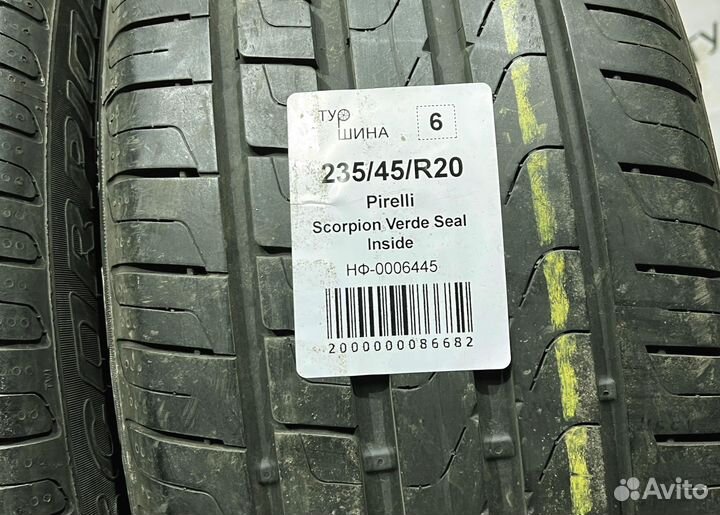 ТУР
ШИНА
6
235/45/R20
Pirelli
Scorpion Verde Seal
Inside
НФ-0006445
2000000086682
Avito